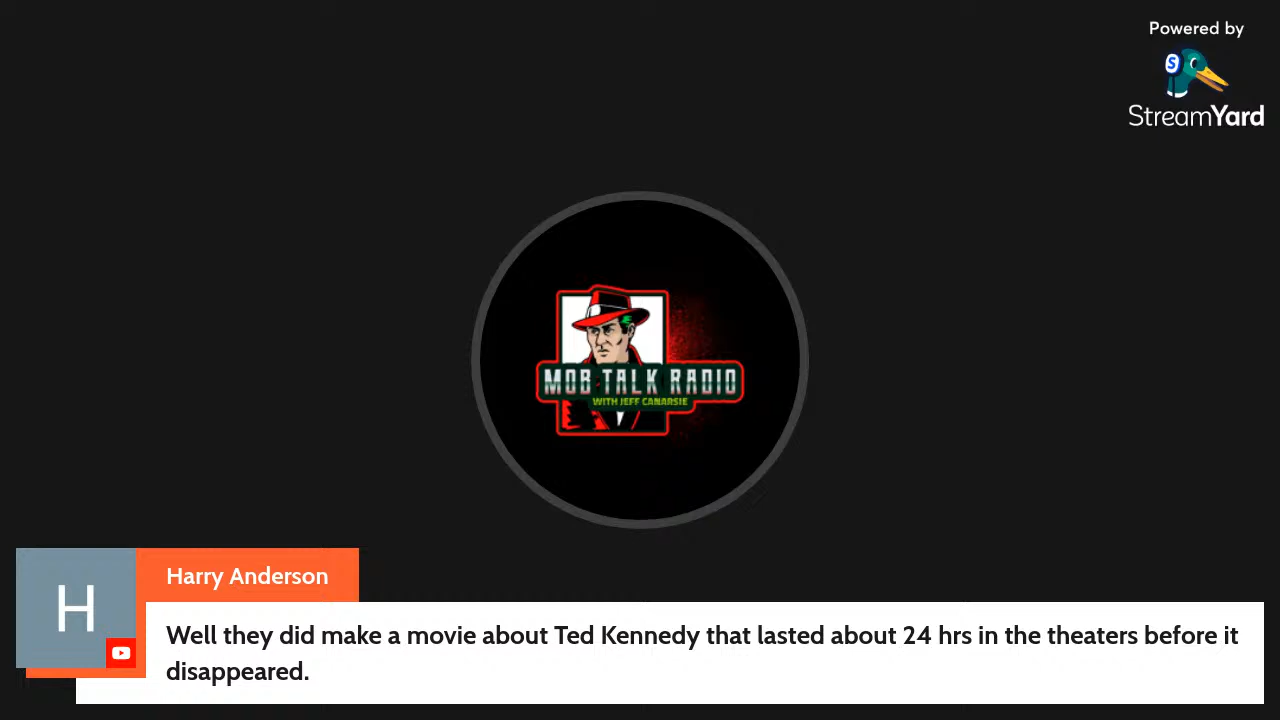 Powered by
StreamYard
MOB TALK RADIO
WITH JEFF CANARSIE
H
Harry Anderson
Well they did make a movie about Ted Kennedy that lasted about 24 hrs in the theaters before it
disappeared.